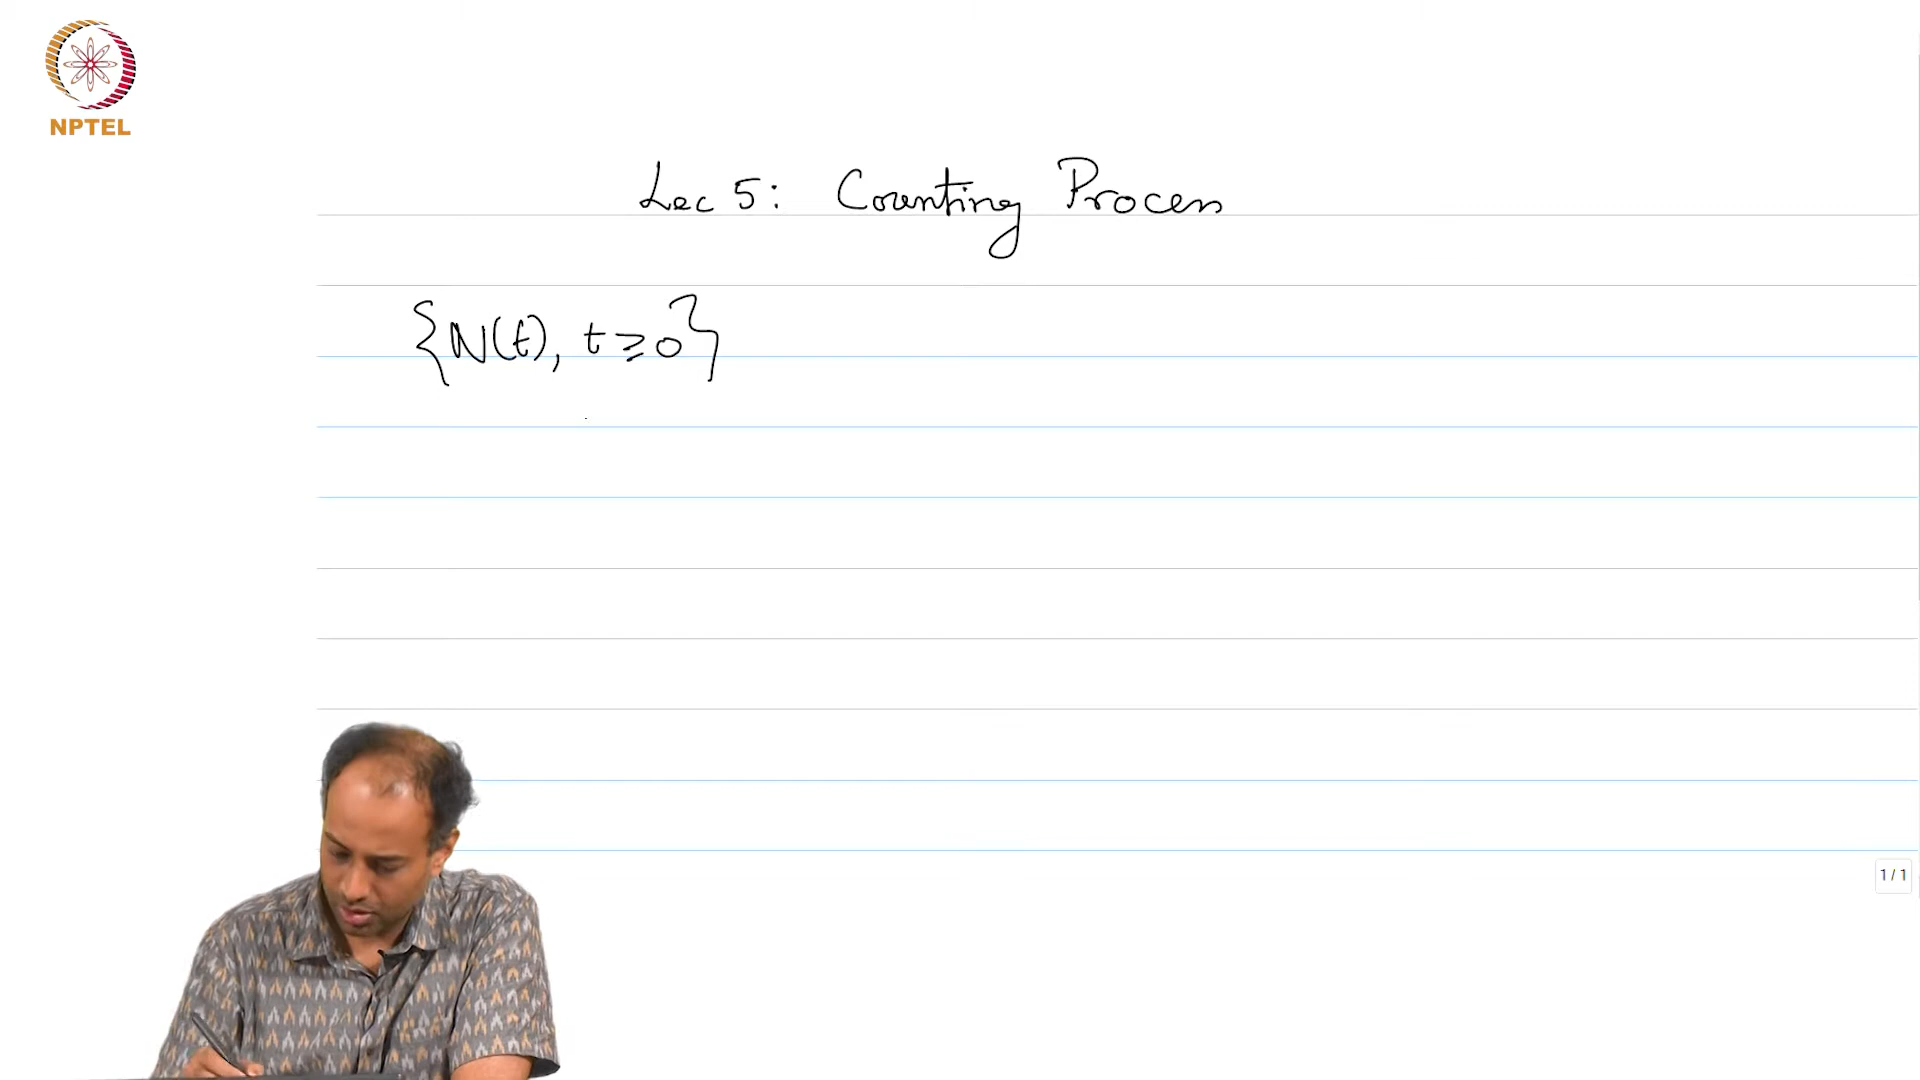 NPTEL
Lec 5: Counting Process
{N(t), t ≥ 0}
1 / 1